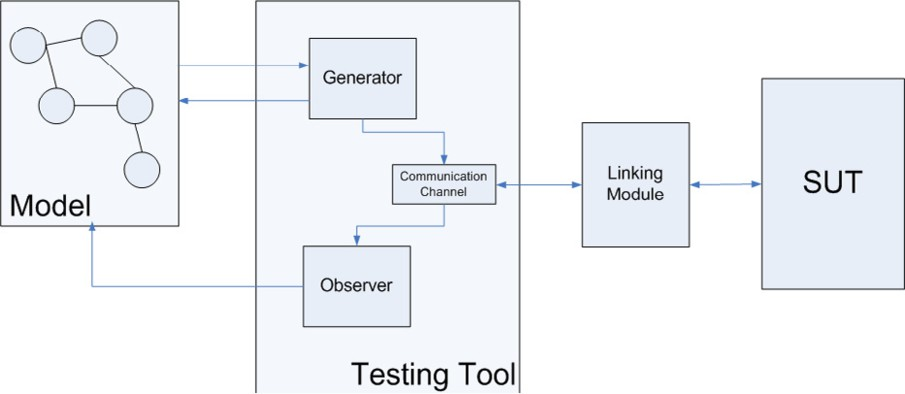 Generator
Communication
Channel
Linking
Module
SUT
Model
Observer
Testing Tool